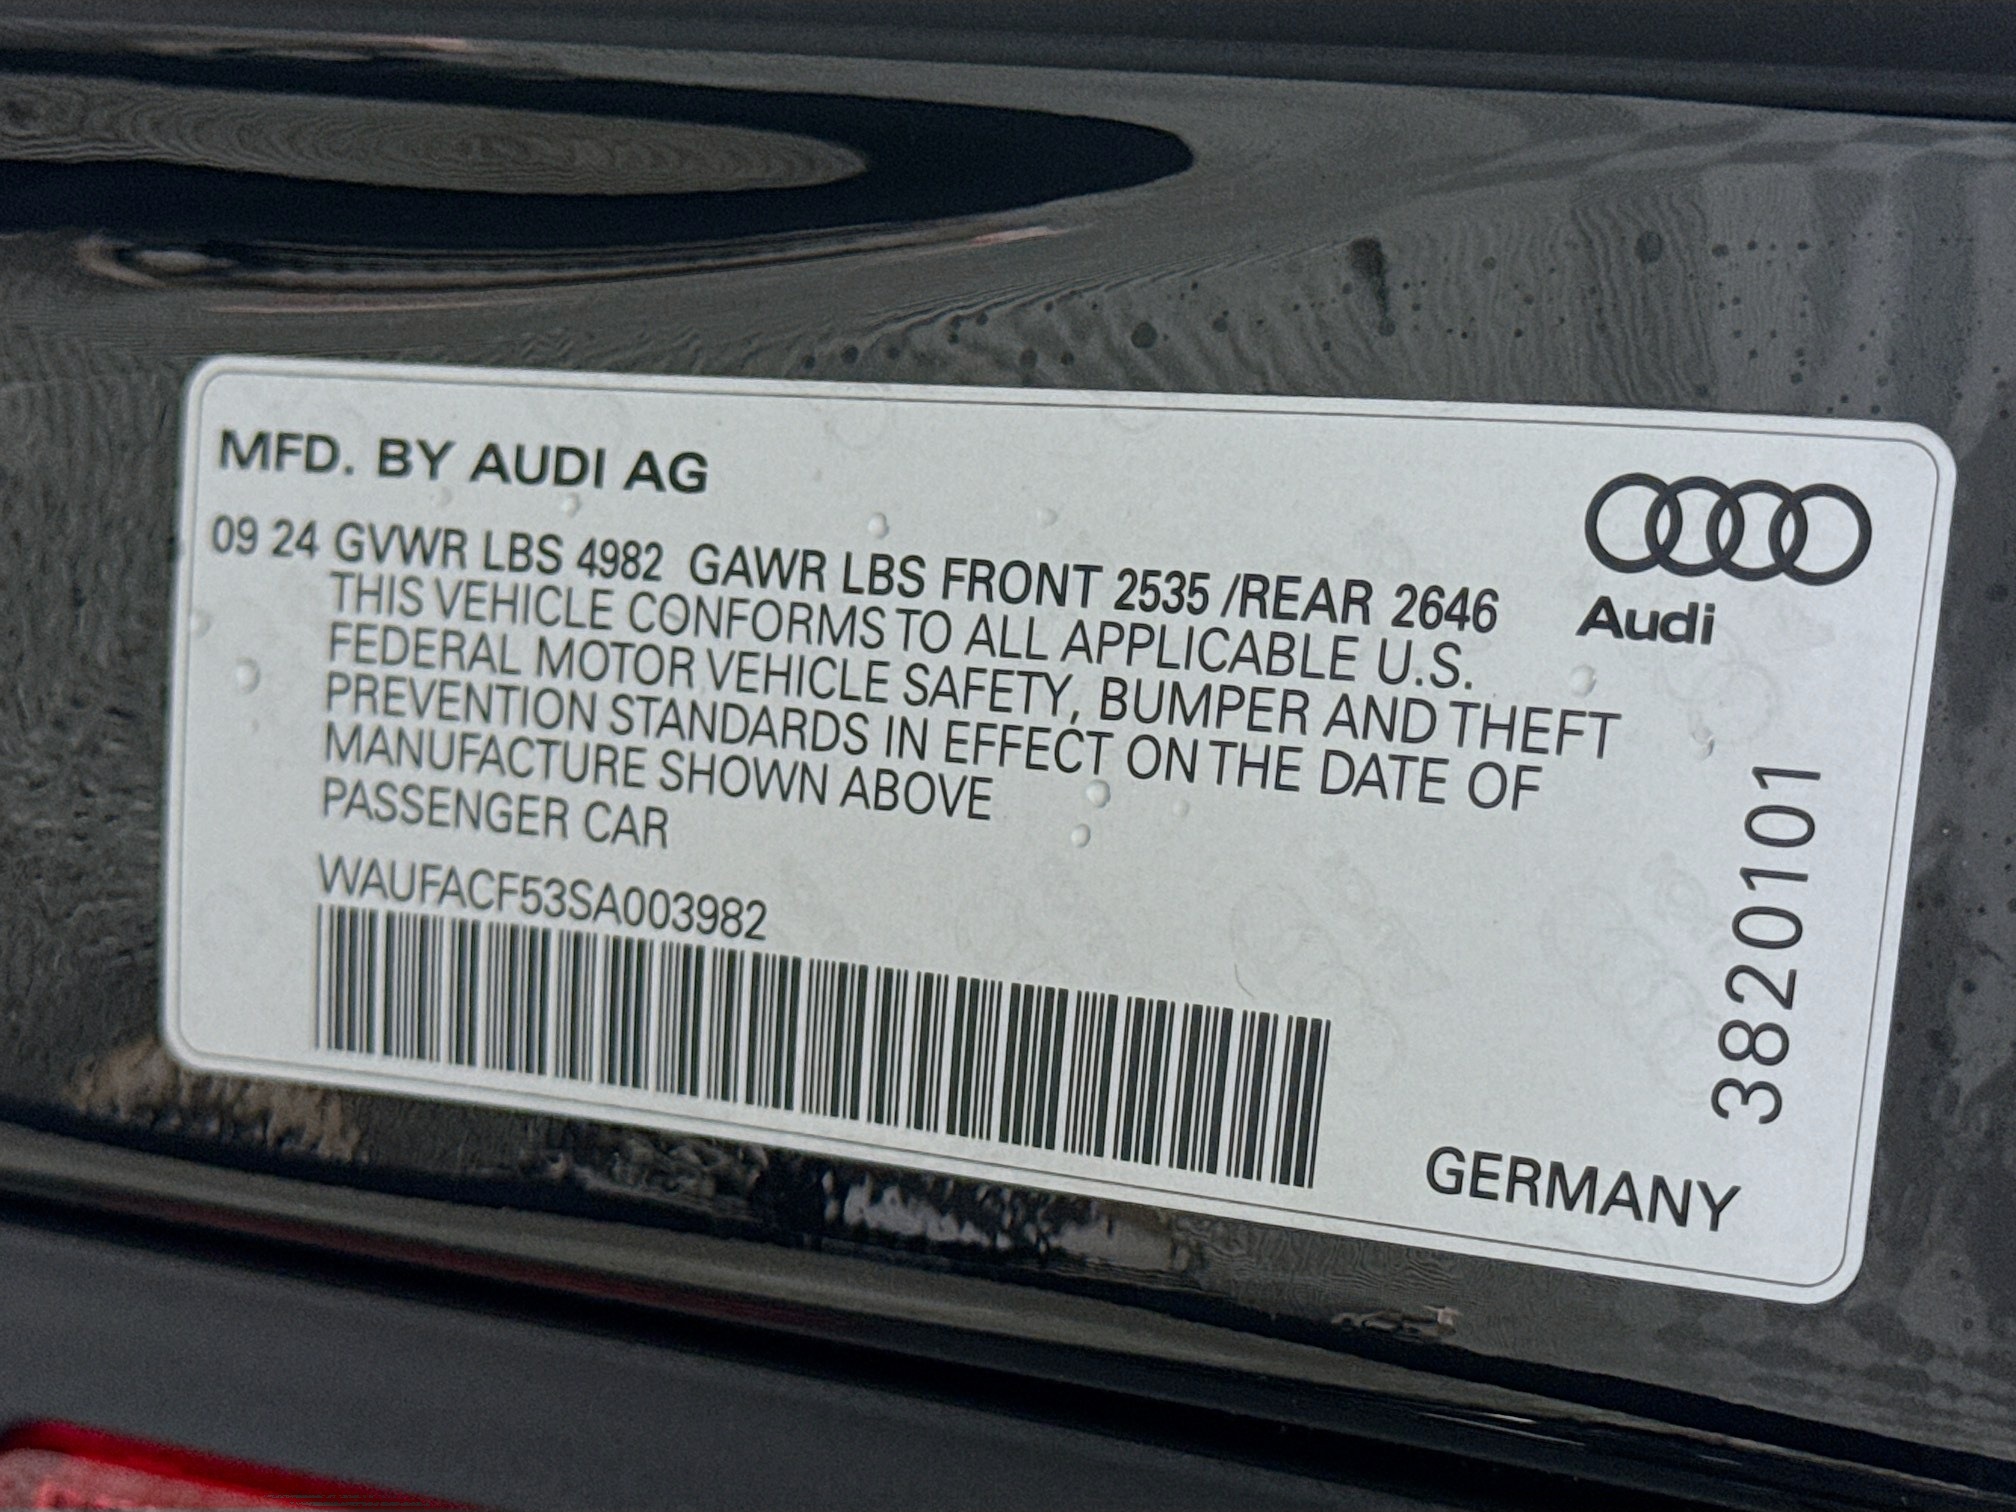 MFD. BY AUDI AG
09 24 GVWR LBS 4982 GAWR LBS FRONT 2535 /REAR 2646
THIS VEHICLE CONFORMS TO ALL APPLICABLE U.S.
FEDERAL MOTOR VEHICLE SAFETY, BUMPER AND THEFT
PREVENTION STANDARDS IN EFFECT ON THE DATE OF
MANUFACTURE SHOWN ABOVE
PASSENGER CAR
WAUFACF53SA003982
Audi
3820101
GERMANY